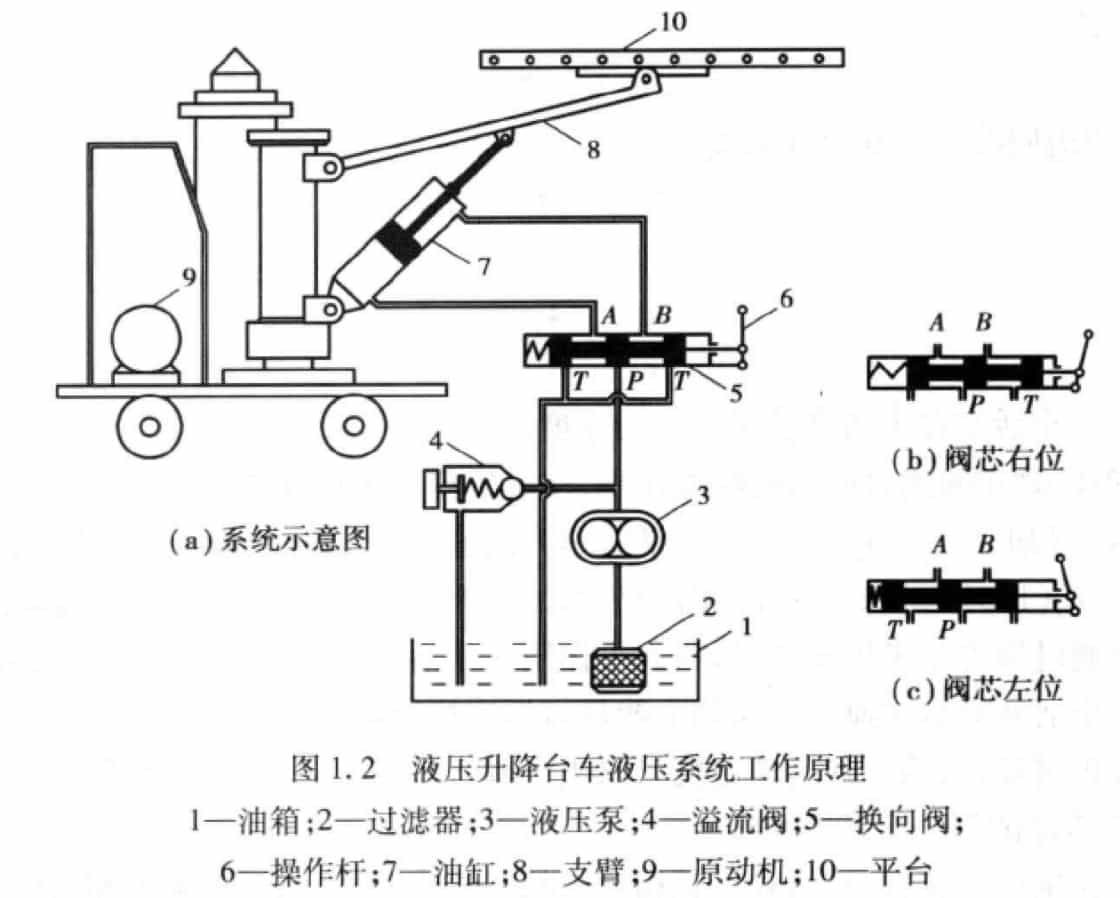 10
8
9
7
6
A B
T P T
5
4
3
2
1
(a)系统示意图
A B
P T
(b)阀芯右位
A B
T P
(c)阀芯左位
图1.2 液压升降台车液压系统工作原理
1—油箱;2—过滤器;3—液压泵;4—溢流阀;5—换向阀;
6—操作杆;7—油缸;8—支臂;9—原动机;10—平台